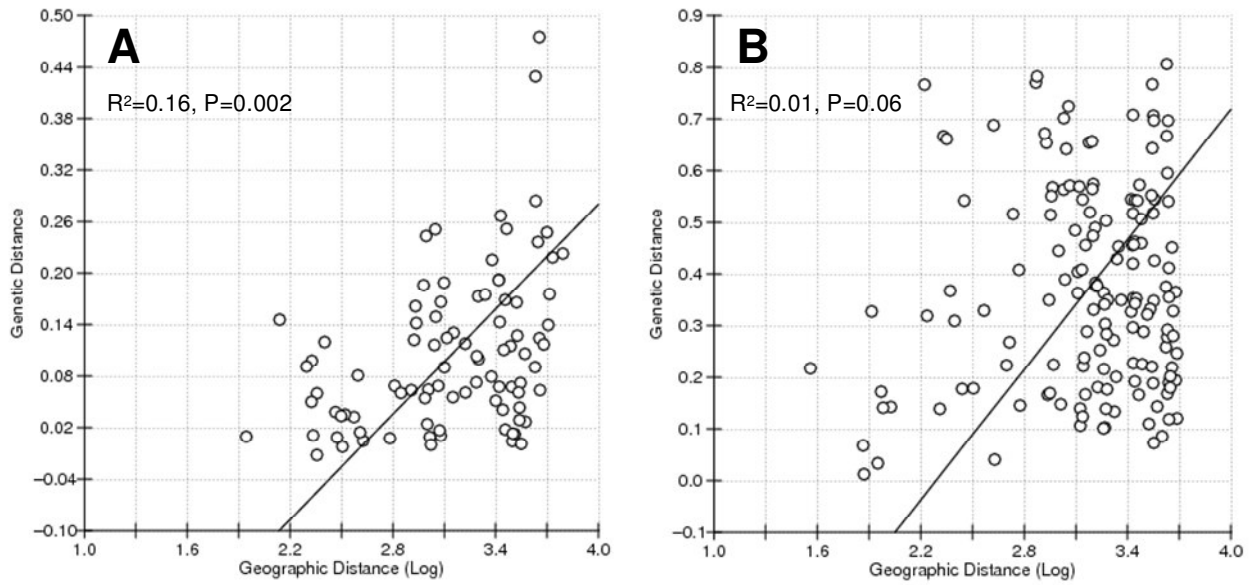 A
R²=0.16, P=0.002
0.50
0.44
0.38
0.32
0.26
0.20
0.14
0.08
0.02
−0.04
−0.10
Genetic Distance
1.0 1.6 2.2 2.8 3.4 4.0
Geographic Distance (Log)
B
R²=0.01, P=0.06
0.9
0.8
0.7
0.6
0.5
0.4
0.3
0.2
0.1
0.0
−0.1
Genetic Distance
1.0 1.6 2.2 2.8 3.4 4.0
Geographic Distance (Log)